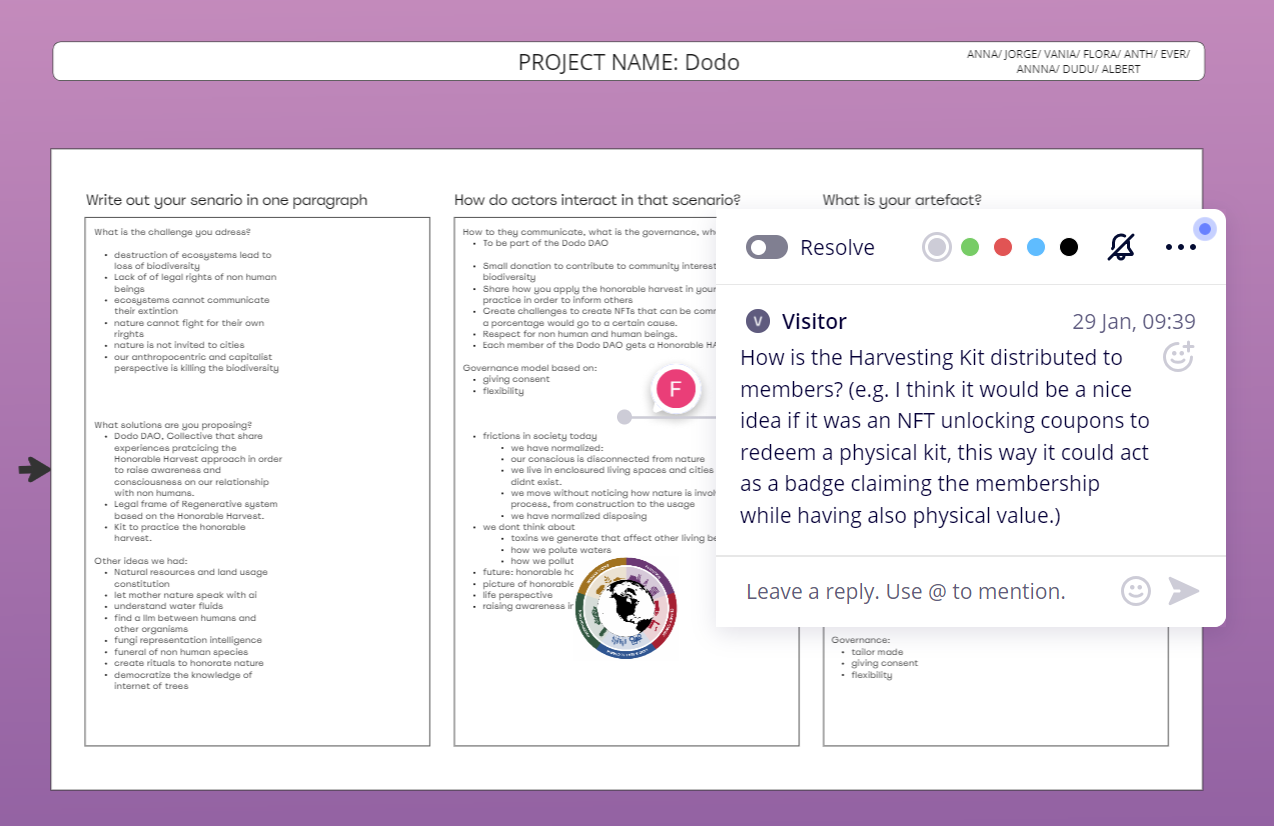 PROJECT NAME: Dodo
ANNA/ JORGE/ VANIA/ FLORA/ ANTH/ EVER/
ANNNA/ DUDU/ ALBERT
Write out your senario in one paragraph
What is the challenge you adress?
• destruction of ecosystems lead to
loss of biodiversity
• Lack of of legal rights of non human
beings
• ecosystems cannot communicate
their extintion
• nature cannot fight for their own
rirghts
• nature is not invited to cities
• our anthropocentric and capitalist
perspective is killing the biodiversity
What solutions are you proposing?
• Dodo DAO, Collective that share
experiences pratcicing the
Honorable Harvest approach in order
to raise awareness and
consciousness on our relationship
with non humans.
• Legal frame of Regenerative system
based on the Honorable Harvest.
• Kit to practice the honorable
harvest.
Other ideas we had:
• Natural resources and land usage
constitution
• let mother nature speak with ai
• understand water fluids
• find a llm between humans and
other organisms
• fungi representation intelligence
• funeral of non human species
• create rituals to honorate nature
• democratize the knowledge of
internet of trees
How do actors interact in that scenario?
How to they communicate, what is the governance,
• To be part of the Dodo DAO
• Small donation to contribute to community interest
biodiversity
• Share how you apply the honorable harvest in your
practice in order to inform others
• Create challenges to create NFTs that can be
a porcentage would go to a certain cause.
• Respect for non human and human beings.
• Each member of the Dodo DAO gets a Honorable
Governance model based on:
• giving consent
• flexibility
F
• frictions in society today
• we have normalized:
• our conscious is disconnected from nature
• we live in enclosured living spaces and cities
didnt exist.
• we move without noticing how nature is
process, from construction to the usage
• we have normalized disposing
• we dont think about
• toxins we generate that affect other living
• how we polute waters
• how we pollut
• future: honorable
• picture of honorable
• life perspective
• raising awareness
What is your artefact?
Resolve
V Visitor 29 Jan, 09:39
How is the Harvesting Kit distributed to
members? (e.g. I think it would be a nice
idea if it was an NFT unlocking coupons to
redeem a physical kit, this way it could act
as a badge claiming the membership
while having also physical value.)
Leave a reply. Use @ to mention.
Governance:
• tailor made
• giving consent
• flexibility